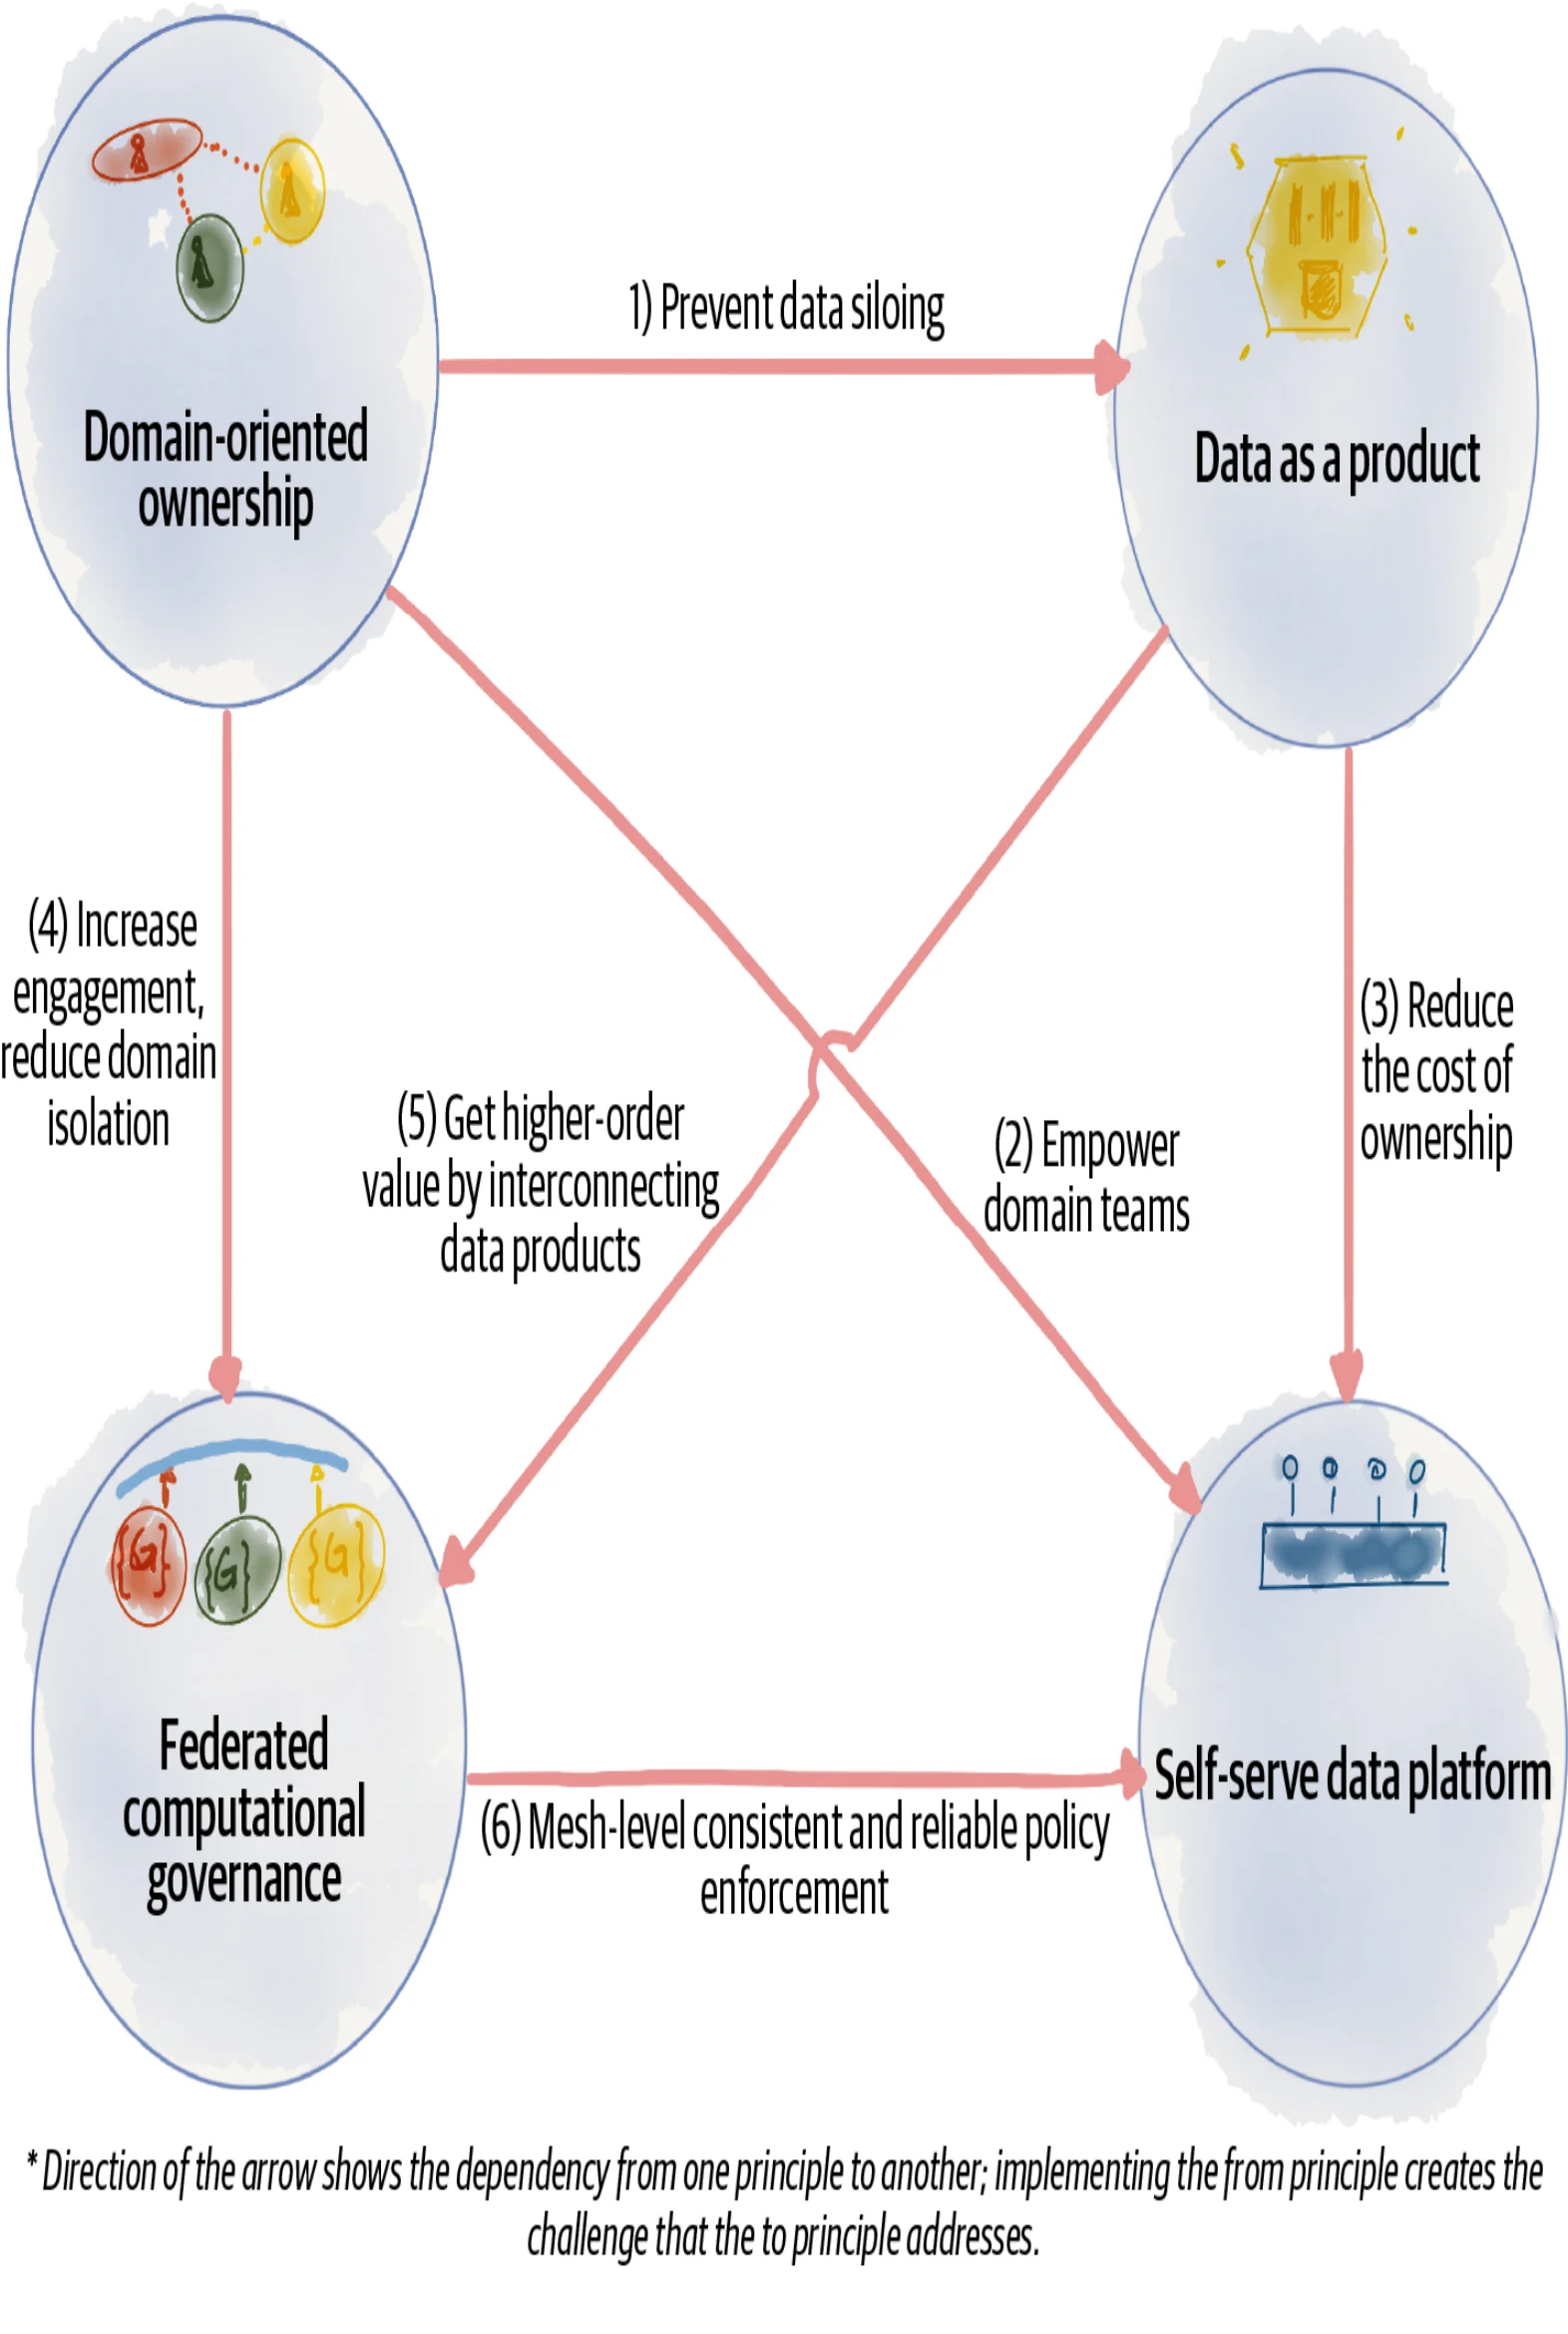 Domain-oriented
ownership
1) Prevent data siloing
Data as a product
(4) Increase
engagement,
reduce domain
isolation
(5) Get higher-order
value by interconnecting
data products
(2) Empower
domain teams
(3) Reduce
the cost of
ownership
{G}
{G}
{G}
Federated
computational
governance
(6) Mesh-level consistent and reliable policy
enforcement
Self-serve data platform
* Direction of the arrow shows the dependency from one principle to another; implementing the from principle creates the
challenge that the to principle addresses.